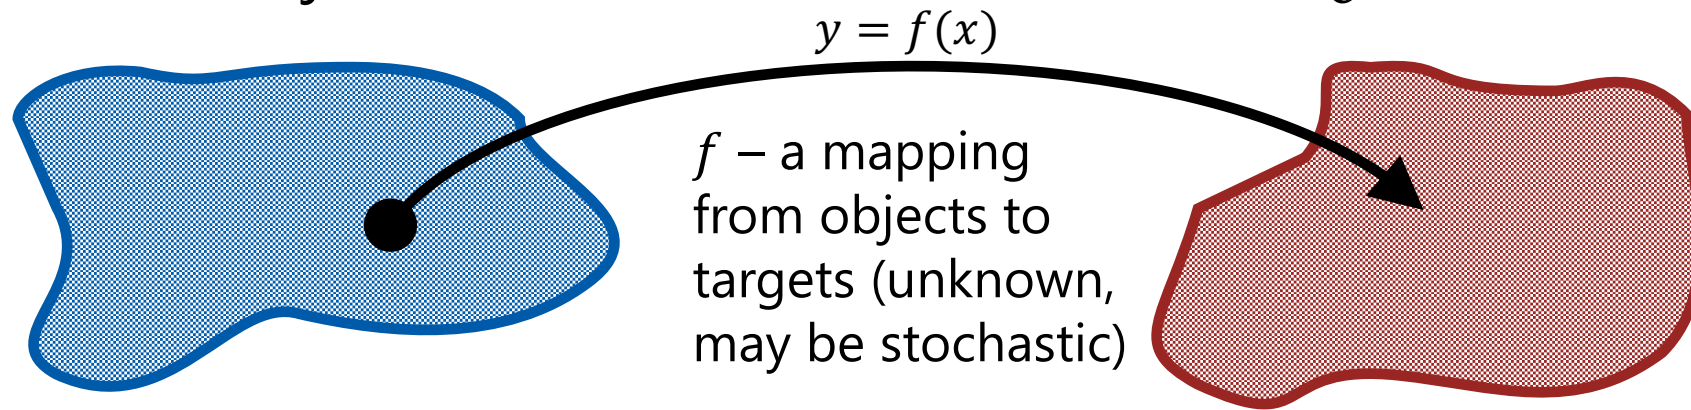 y = f(x)
f – a mapping
from objects to
targets (unknown,
may be stochastic)